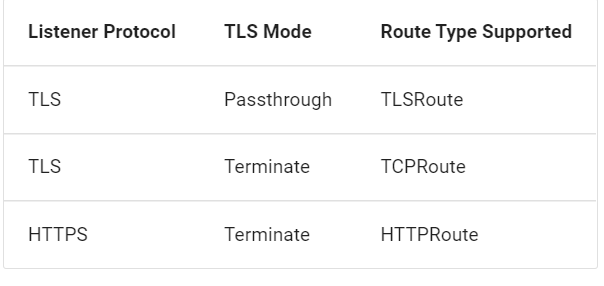 Listener Protocol TLS Mode Route Type Supported
TLS Passthrough TLSRoute
TLS Terminate TCPRoute
HTTPS Terminate HTTPRoute